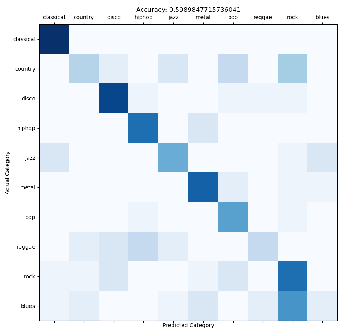 Accuracy: 0.5989847715736041
classical country disco hiphop jazz metal pop reggae rock blues
classical
country
disco
hiphop
jazz
metal
pop
reggae
rock
blues
Actual Category
Predicted Category